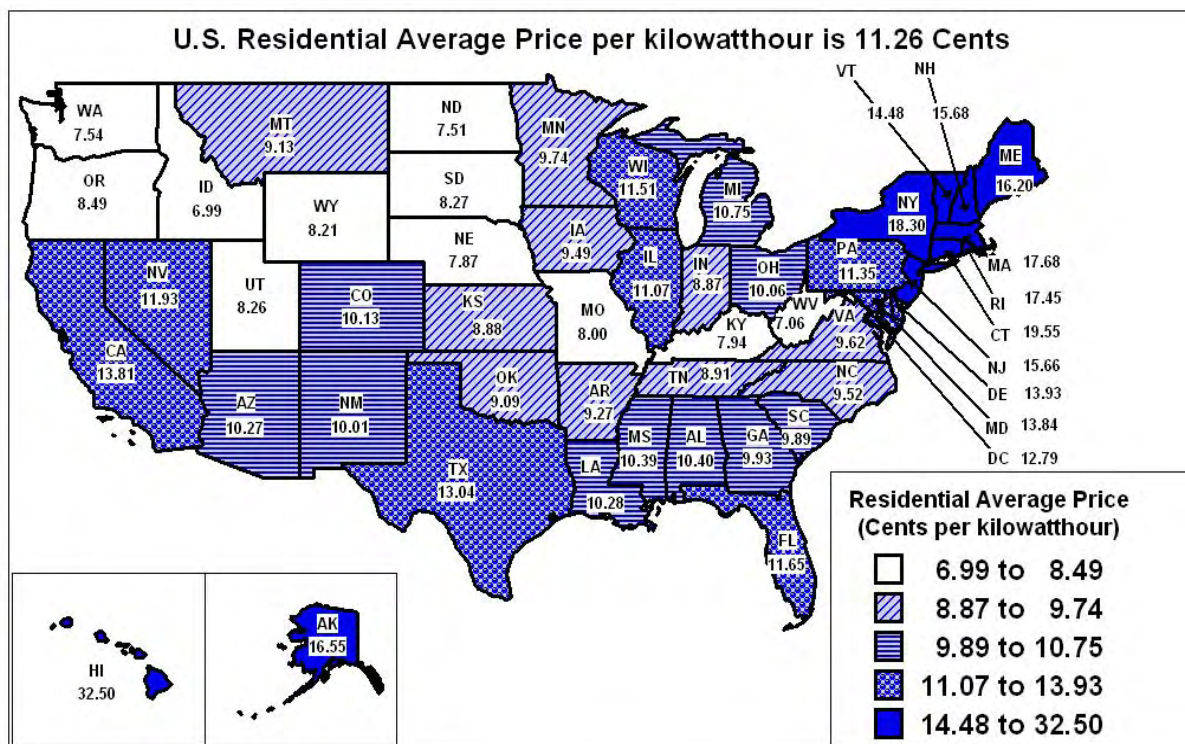 U.S. Residential Average Price per kilowatthour is 11.26 Cents
VT
14.48
NH
15.68
WA
7.54
MT
9.13
ND
7.51
MN
9.74
ME
16.20
OR
8.49
ID
6.99
WY
8.21
SD
8.27
WI
11.51
MI
10.75
NY
18.30
NV
11.93
UT
8.26
CO
10.13
NE
7.87
IA
9.49
IL
11.07
IN
8.87
OH
10.06
PA
11.35
MA 17.68
RI 17.45
CT 19.55
NJ 15.66
DE 13.93
MD 13.84
DC 12.79
CA
13.81
KS
8.88
MO
8.00
KY
7.94
WV
7.06
VA
9.62
AZ
10.27
NM
10.01
OK
9.09
AR
9.27
TN 8.91
NC
9.52
TX
13.04
LA
10.28
MS
10.39
AL
10.40
GA
9.93
SC
9.89
FL
11.65
HI
32.50
AK
16.55
Residential Average Price
(Cents per kilowatthour)
6.99 to 8.49
8.87 to 9.74
9.89 to 10.75
11.07 to 13.93
14.48 to 32.50